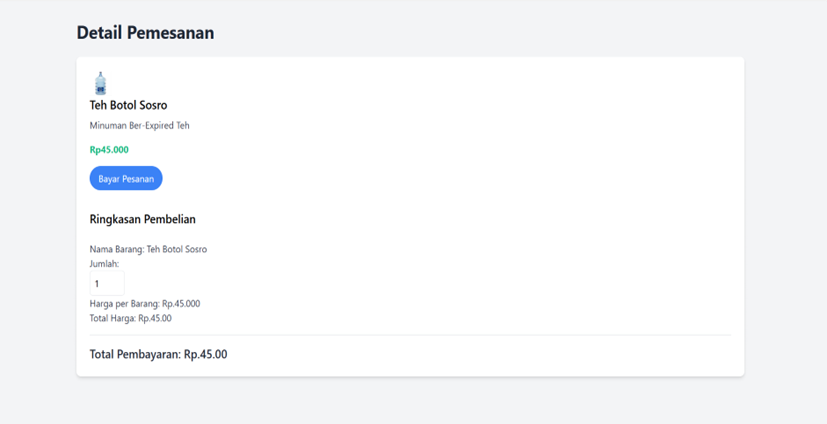 Detail Pemesanan
Teh Botol Sosro
Minuman Ber-Expired Teh
Rp45.000
Bayar Pesanan
Ringkasan Pembelian
Nama Barang: Teh Botol Sosro
Jumlah:
1
Harga per Barang: Rp.45.000
Total Harga: Rp.45.00
Total Pembayaran: Rp.45.00